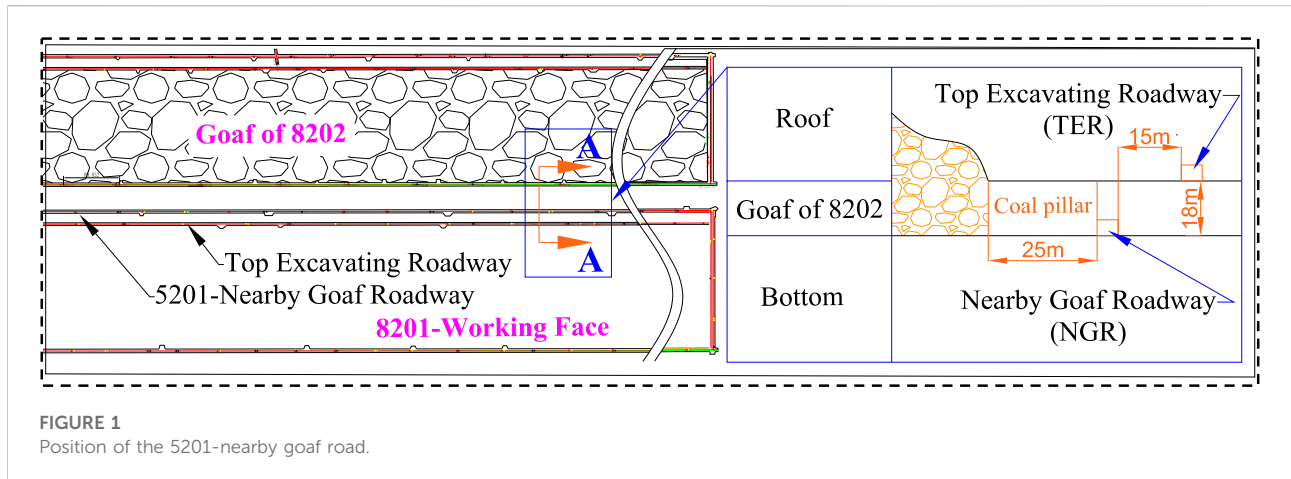 Goaf of 8202
A
A
Top Excavating Roadway
5201-Nearby Goaf Roadway
8201-Working Face
Roof
Goaf of 8202
Bottom
Top Excavating Roadway
(TER)
15m
Coal pillar
18m
25m
Nearby Goaf Roadway
(NGR)
FIGURE 1
Position of the 5201-nearby goaf road.